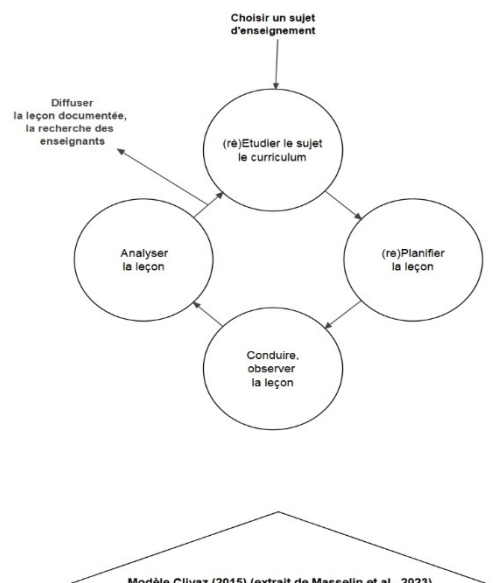 Choisir un sujet
d'enseignement
Diffuser
la leçon documentée,
la recherche des
enseignants
(ré)Etudier le sujet
le curriculum
Analyser
la leçon
(re)Planifier
la leçon
Conduire,
observer
la leçon
Modèle Clivaz (2015) (extrait de Masselin et al., 2023)